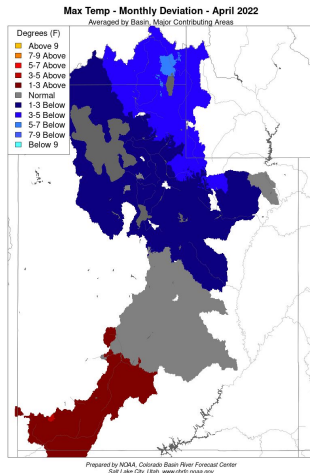 Max Temp - Monthly Deviation - April 2022
Averaged by Basin, Major Contributing Areas
Degrees (F)
Above 9
7-9 Above
5-7 Above
3-5 Above
1-3 Above
Normal
1-3 Below
3-5 Below
5-7 Below
7-9 Below
Below 9
Prepared by NOAA, Colorado Basin River Forecast Center
Salt Lake City, Utah, www.cbrfc.noaa.gov